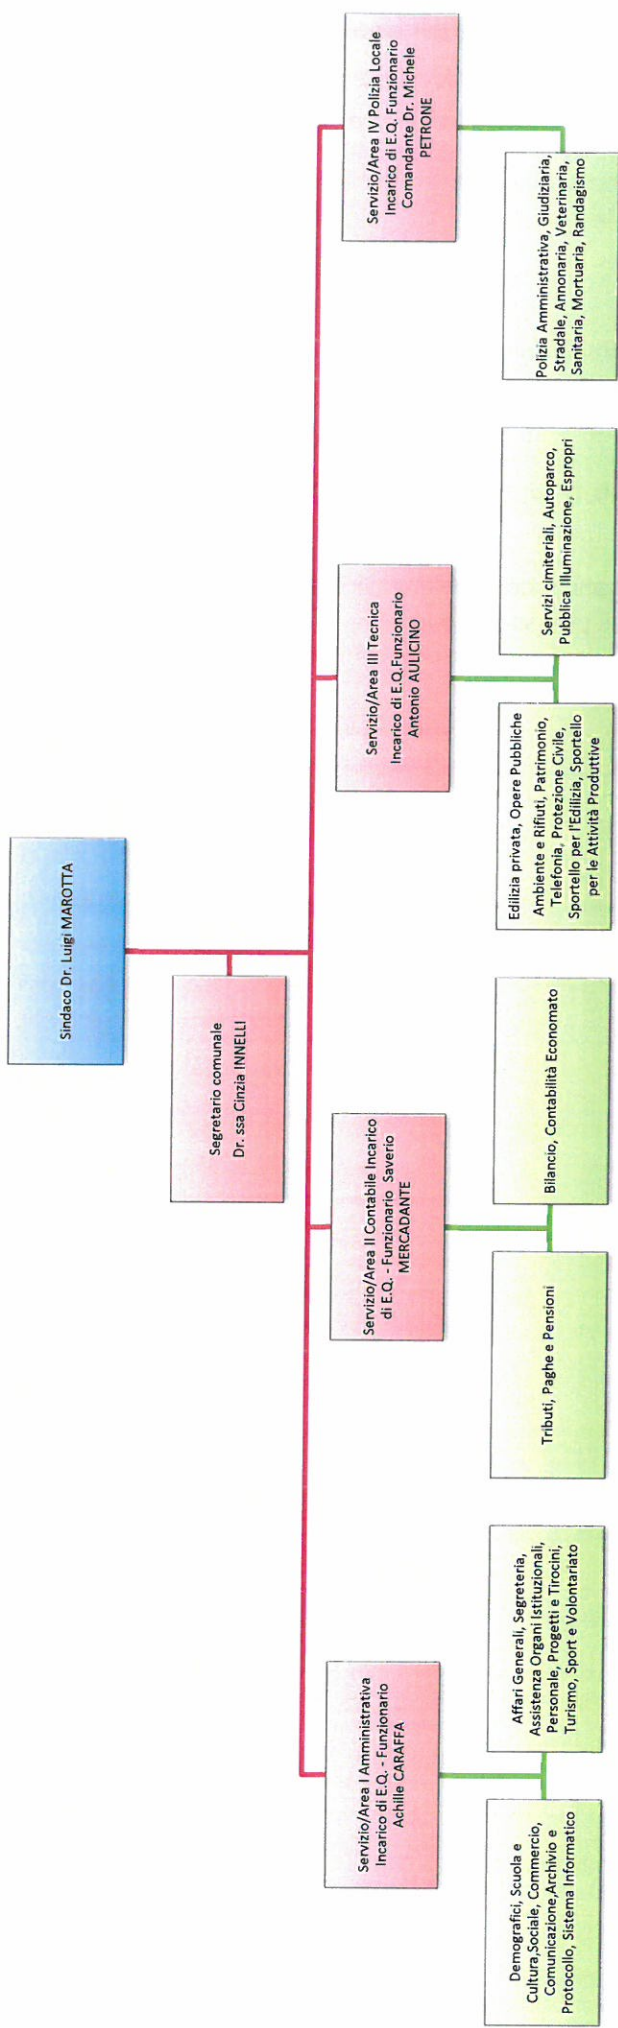 Sindaco Dr. Luigi MAROTTA
Segretario comunale
Dr. ssa Cinzia INNELLI
Servizio/Area I Amministrativa
Incarico di E.Q. - Funzionario
Achille CARAFFA
Servizio/Area II Contabile Incarico
di E.Q. - Funzionario Saverio
MERCADANTE
Servizio/Area III Tecnica
Incarico di E.Q.Funzionario
Antonio AULICINO
Servizio/Area IV Polizia Locale
Incarico di E.Q. Funzionario
Comandante Dr. Michele
PETRONE
Demografici, Scuola e
Cultura,Sociale, Commercio,
Comunicazione,Archivio e
Protocollo, Sistema Informatico
Affari Generali, Segreteria,
Assistenza Organi Istituzionali,
Personale, Progetti e Tirocini,
Turismo, Sport e Volontariato
Tributi, Paghe e Pensioni
Bilancio, Contabilità Economato
Edilizia privata, Opere Pubbliche
Ambiente e Rifiuti, Patrimonio,
Telefonia, Protezione Civile,
Sportello per l'Edilizia, Sportello
per le Attività Produttive
Servizi cimiteriali, Autoparco,
Pubblica Illuminazione, Espropri
Polizia Amministrativa, Giudiziaria,
Stradale, Annonaria, Veterinaria,
Sanitaria, Mortuaria, Randagismo